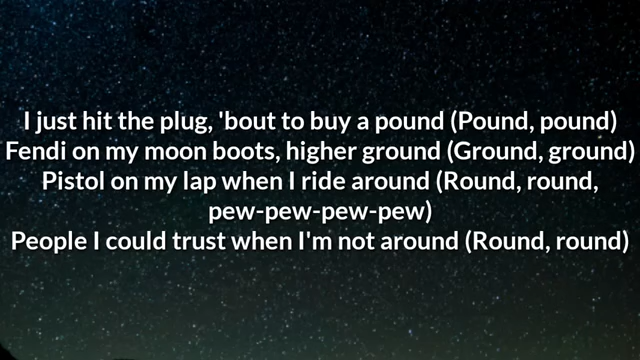 I just hit the plug, 'bout to buy a pound (Pound, pound)
Fendi on my moon boots, higher ground (Ground, ground)
Pistol on my lap when I ride around (Round, round,
pew-pew-pew-pew)
People I could trust when I'm not around (Round, round)